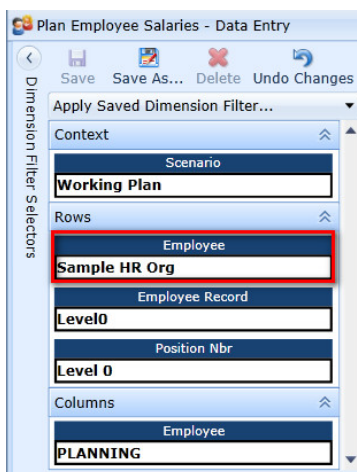 Plan Employee Salaries - Data Entry
Save Save As... Delete Undo Changes
Dimension Filter Selectors
Apply Saved Dimension Filter...
Context
Scenario
Working Plan
Rows
Employee
Sample HR Org
Employee Record
Level0
Position Nbr
Level 0
Columns
Employee
PLANNING